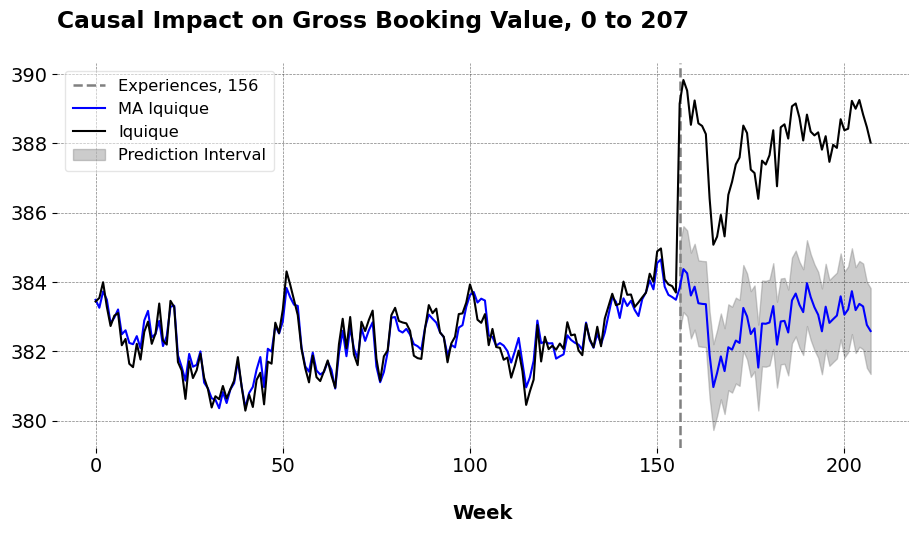 Causal Impact on Gross Booking Value, 0 to 207
390
388
386
384
382
380
Experiences, 156
MA Iquique
Iquique
Prediction Interval
0 50 100 150 200
Week